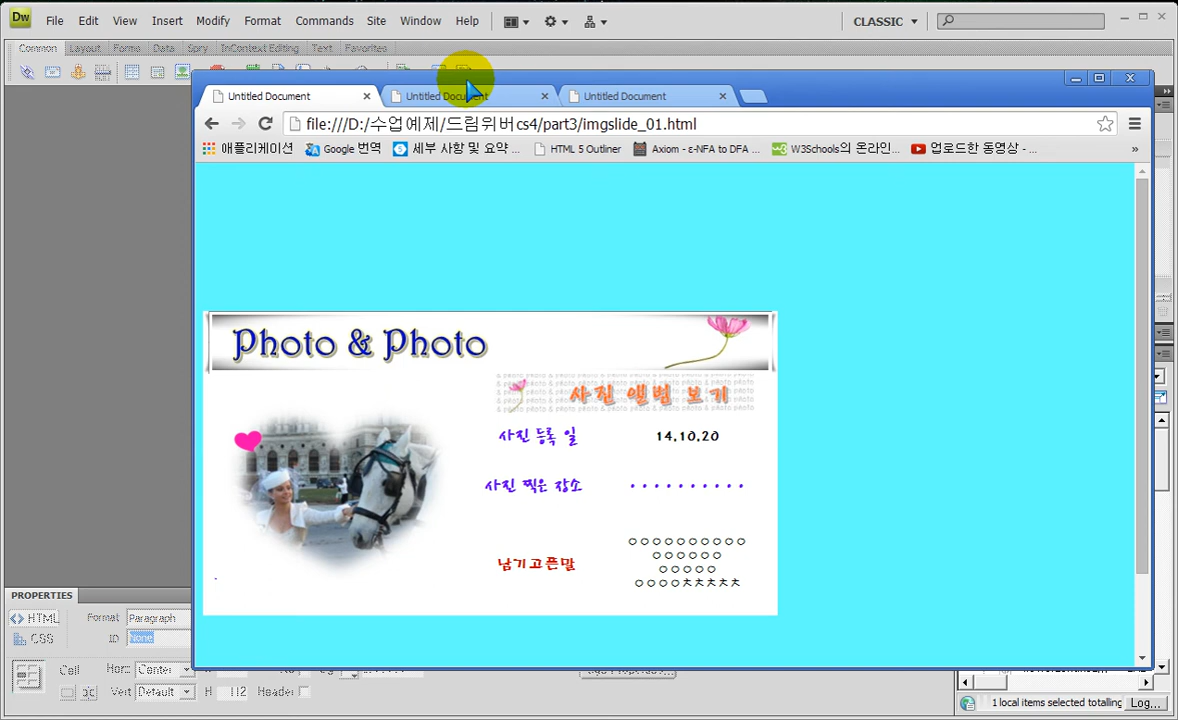 Dw File Edit View Insert Modify Format Commands Site Window Help CLASSIC
Common Layout Forms Data Spry InContext Editing Text Favorites
Untitled Document Untitled Document Untitled Document
file:///D:/수업예제/드림위버cs4/part3/imgslide_01.html
애플리케이션 Google 번역 세부 사항 및 요약 ... HTML 5 Outliner Axiom - ε-NFA to DFA ... W3Schools의 온라인... 업로드한 동영상 - ... »
Photo & Photo
사진 앨범 보기
사진 등록 일 14.10.20
사진 찍은 장소 ..........
ㅇㅇㅇㅇㅇㅇㅇㅇㅇㅇ
ㅇㅇㅇㅇㅇㅇ
남기고픈말
ㅇㅇㅇㅇㅇ
ㅇㅇㅇㅇㅊㅊㅊㅊㅊ
PROPERTIES
<> HTML Format Paragraph
CSS ID None
Cell Horz Center
Vert Default H 112 Header
1 local items selected totalling Log...